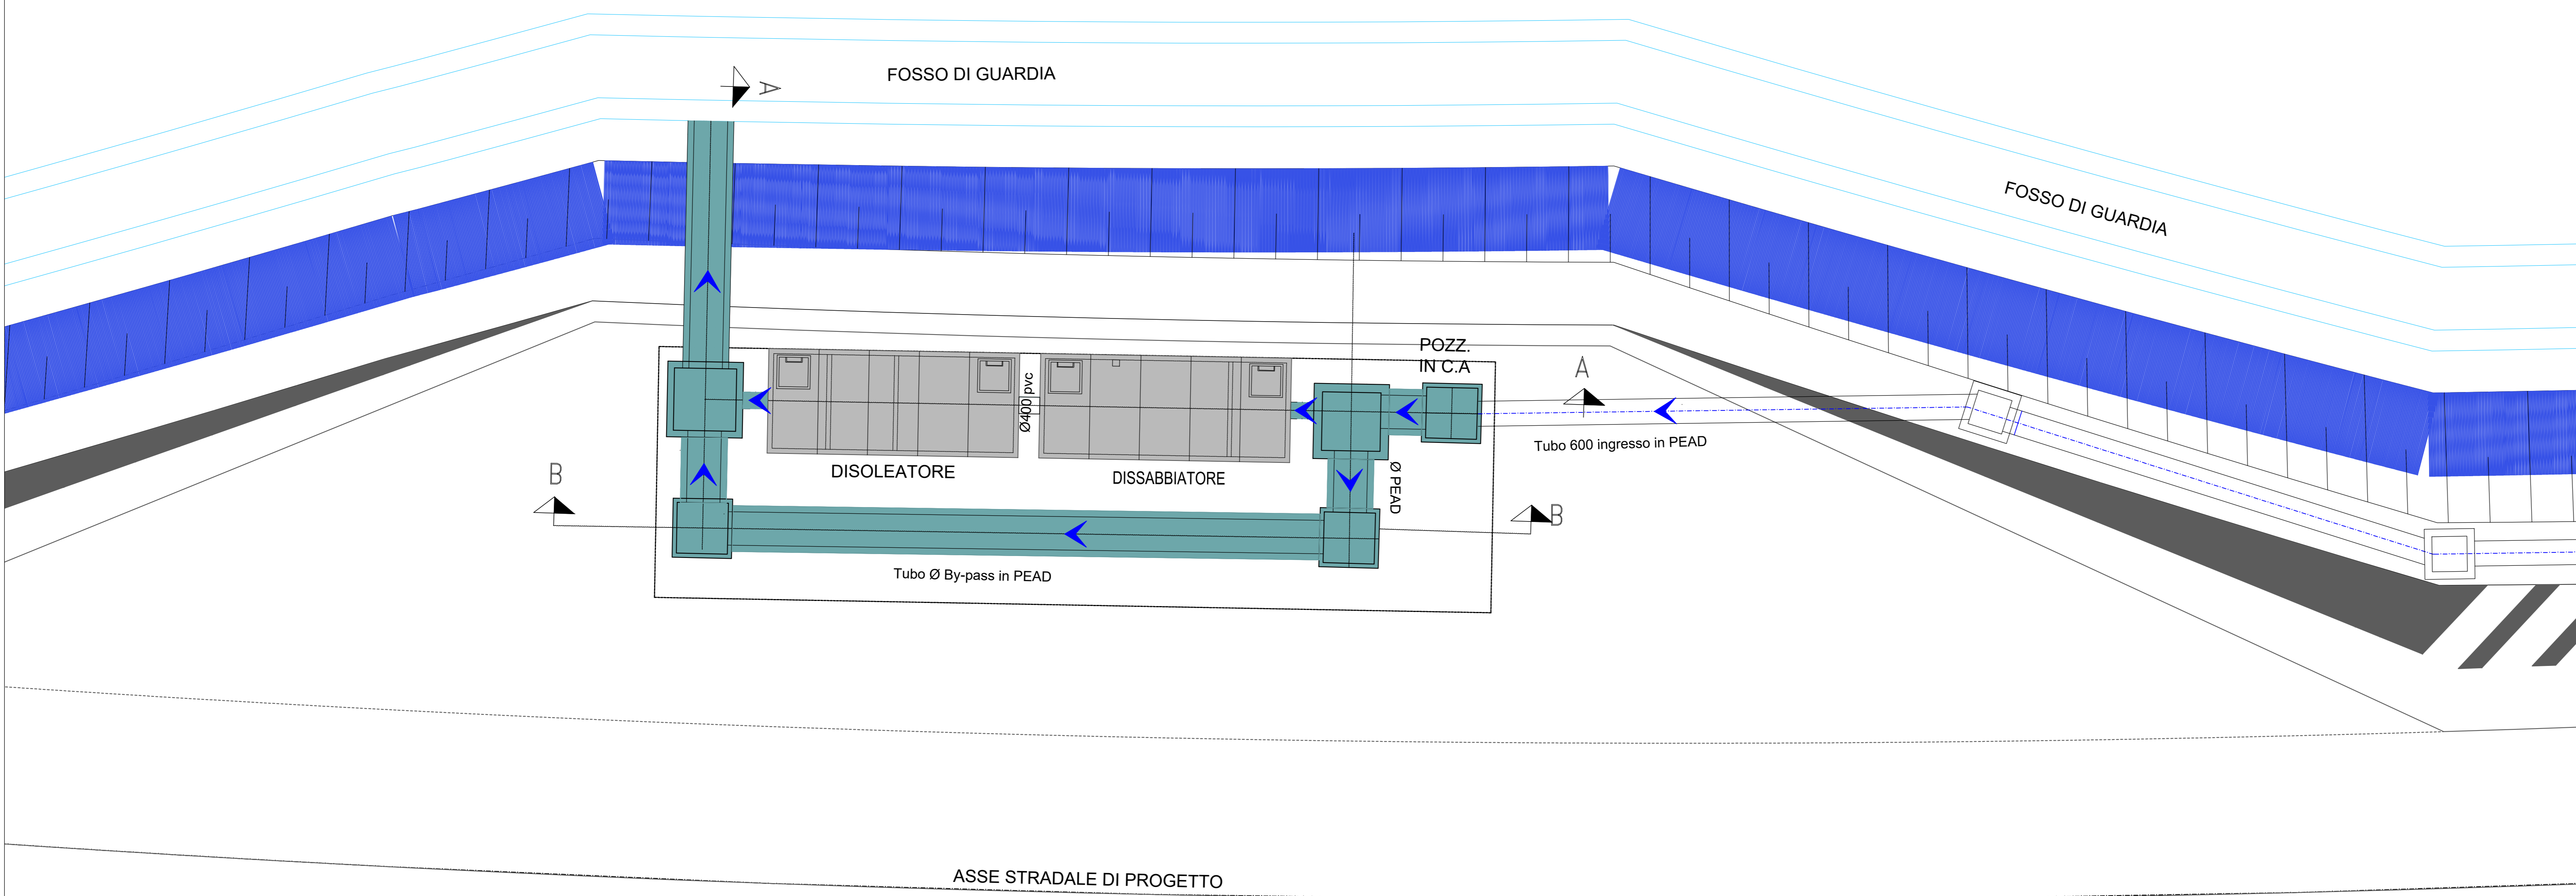 FOSSO DI GUARDIA
A
FOSSO DI GUARDIA
POZZ.
IN C.A
A
Ø400 pvc
Tubo 600 ingresso in PEAD
DISOLEATORE
DISSABBIATORE
Ø PEAD
B
B
Tubo Ø By-pass in PEAD
ASSE STRADALE DI PROGETTO